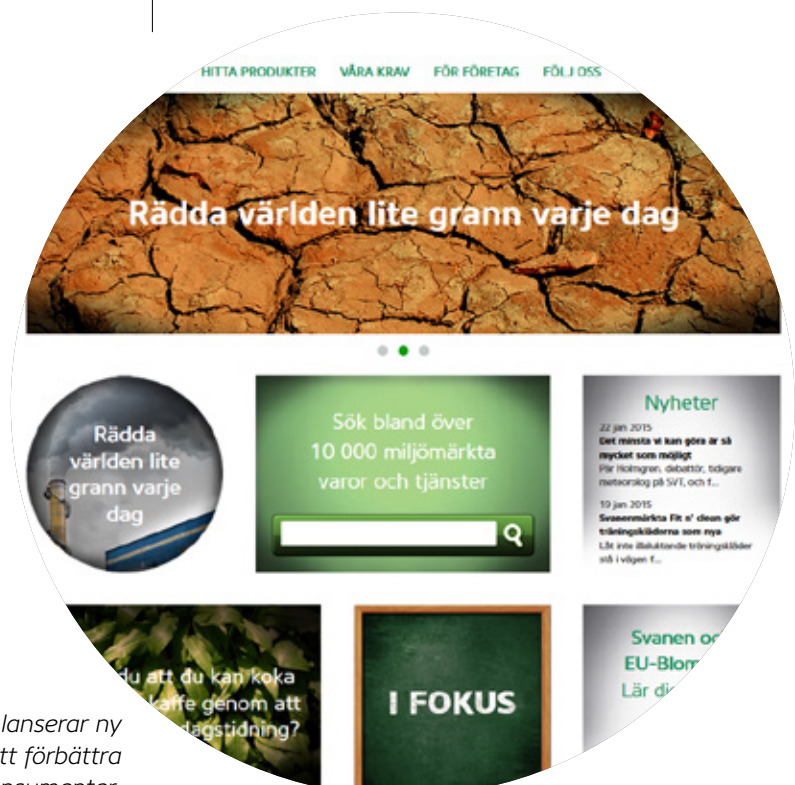 HITTA PRODUKTER VÅRA KRAV FÖR FÖRETAG FÖLJ OSS
Rädda världen lite grann varje dag
Rädda
världen lite
grann varje
dag
Sök bland över
10 000 miljömärkta
varor och tjänster
Nyheter
22 jan 2015
Det minsta vi kan göra är så
mycket som möjligt
Pär Holmgren, debattör, tidigare
meteorolog på SVT, och f...
19 jan 2015
Svanenmärkta Fit n' clean gör
träningskläderna som nya
Låt inte illaluktande träningskläder
stå i vägen f...
du att du kan koka
kaffe genom att
dagstidning?
I FOKUS
Svanen oc
EU-Blom
Lär di
lanserar ny
tt förbättra